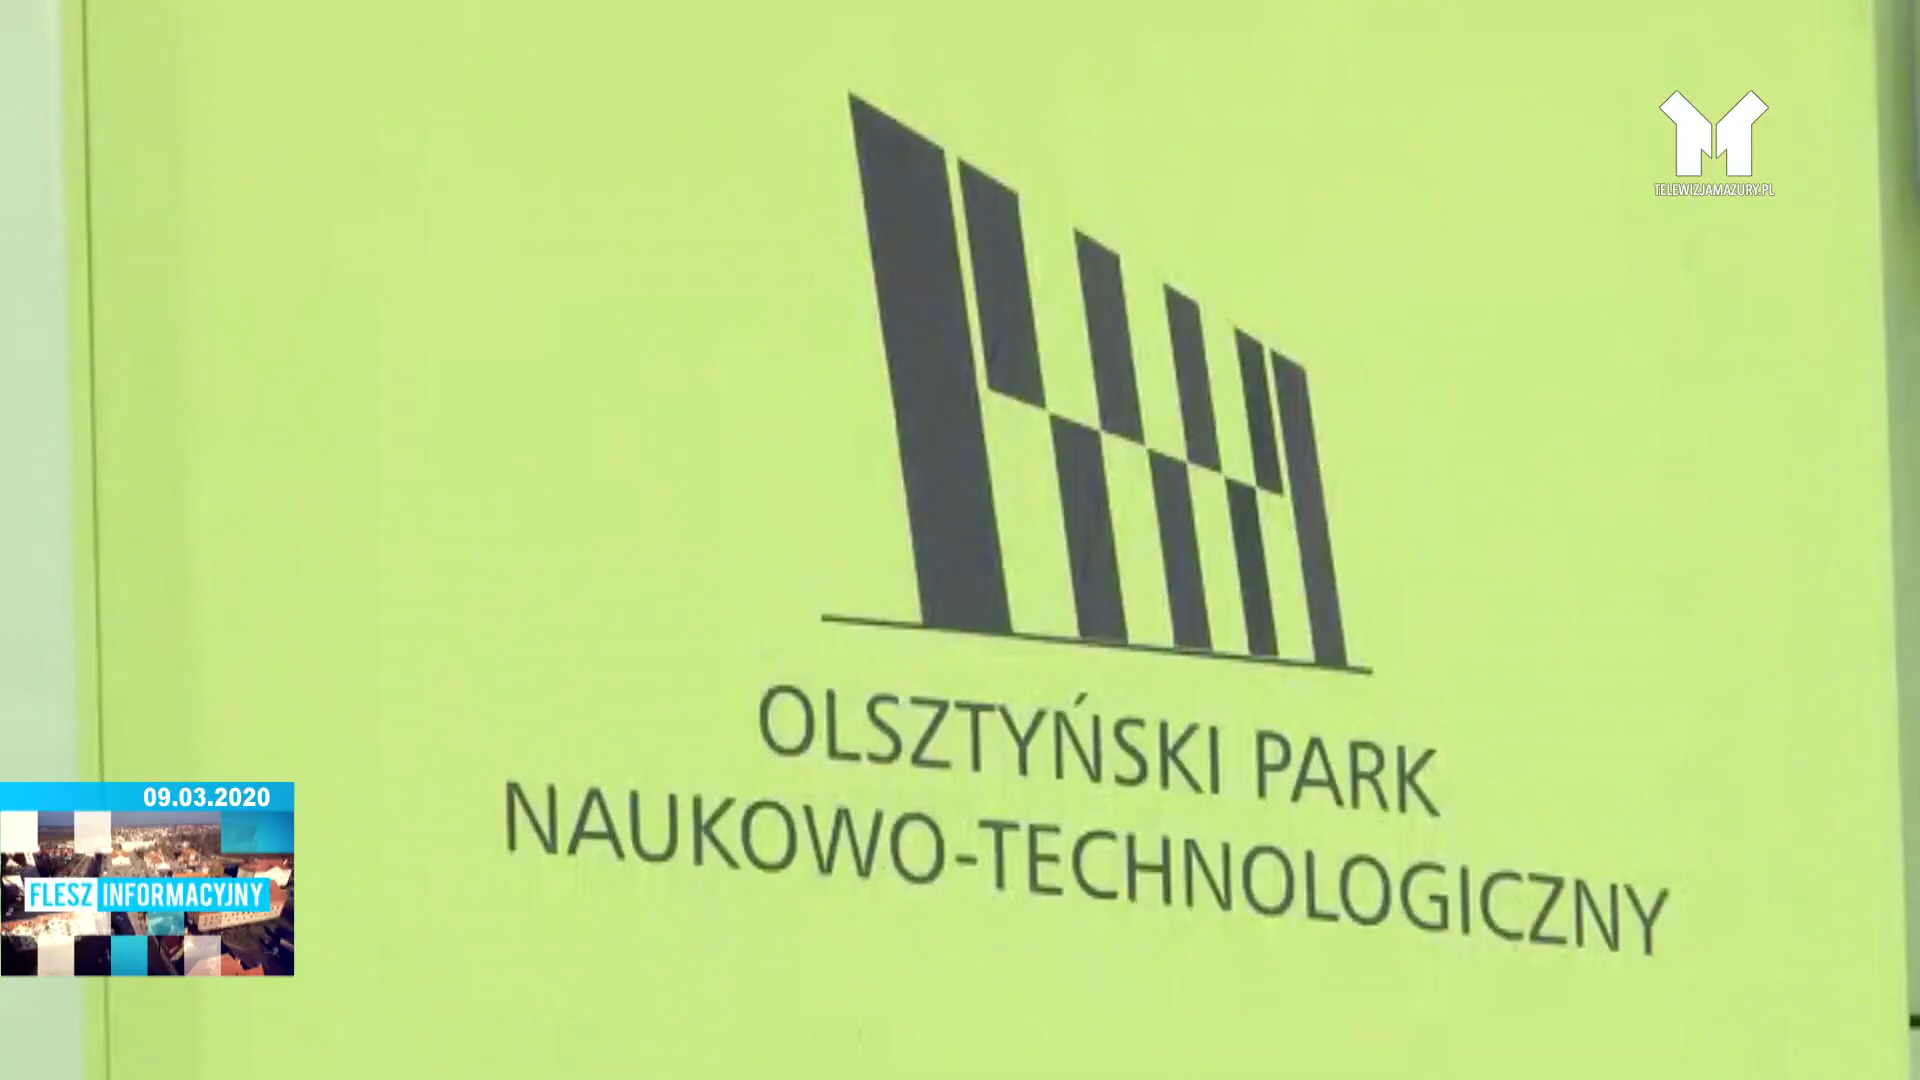 TELEWIZJAMAZURY.PL
OLSZTYŃSKI PARK
NAUKOWO-TECHNOLOGICZNY
09.03.2020
FLESZ INFORMACYJNY